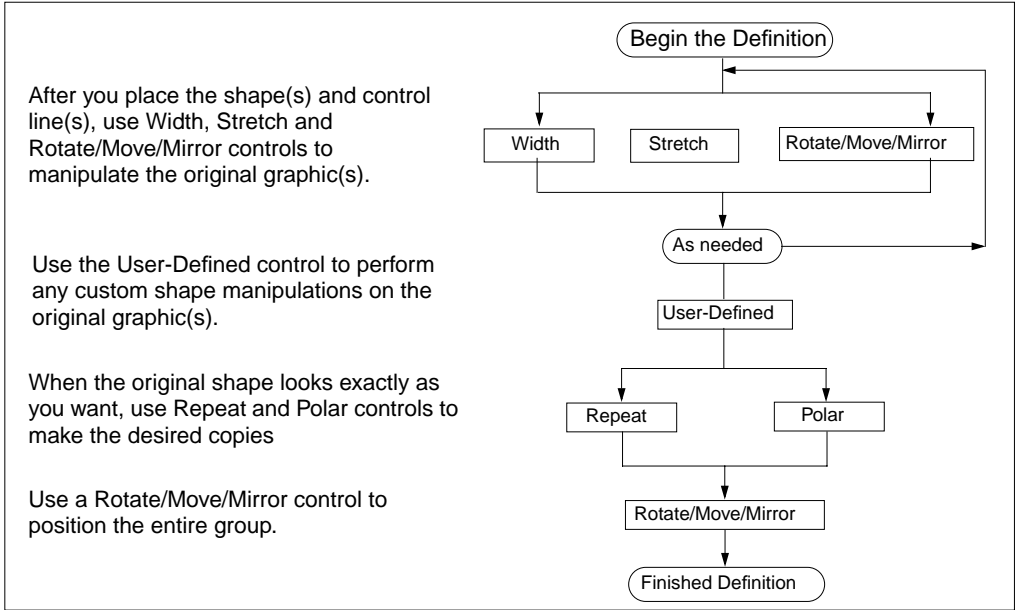 Begin the Definition
After you place the shape(s) and control
line(s), use Width, Stretch and
Rotate/Move/Mirror controls to
manipulate the original graphic(s).
Width
Stretch
Rotate/Move/Mirror
As needed
Use the User-Defined control to perform
any custom shape manipulations on the
original graphic(s).
User-Defined
When the original shape looks exactly as
you want, use Repeat and Polar controls to
make the desired copies
Repeat
Polar
Use a Rotate/Move/Mirror control to
position the entire group.
Rotate/Move/Mirror
Finished Definition